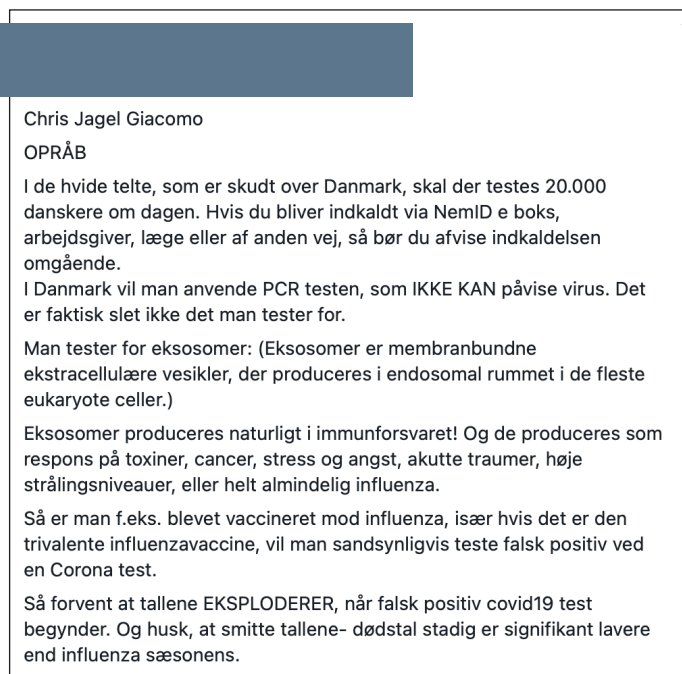 Chris Jagel Giacomo
OPRÅB
I de hvide telte, som er skudt over Danmark, skal der testes 20.000
danskere om dagen. Hvis du bliver indkaldt via NemID e boks,
arbejdsgiver, læge eller af anden vej, så bør du afvise indkaldelsen
omgående.
I Danmark vil man anvende PCR testen, som IKKE KAN påvise virus. Det
er faktisk slet ikke det man tester for.
Man tester for eksosomer: (Eksosomer er membranbundne
ekstracellulære vesikler, der produceres i endosomal rummet i de fleste
eukaryote celler.)
Eksosomer produceres naturligt i immunforsvaret! Og de produceres som
respons på toxiner, cancer, stress og angst, akutte traumer, høje
strålingsniveauer, eller helt almindelig influenza.
Så er man f.eks. blevet vaccineret mod influenza, især hvis det er den
trivalente influenzavaccine, vil man sandsynligvis teste falsk positiv ved
en Corona test.
Så forvent at tallene EKSPLODERER, når falsk positiv covid19 test
begynder. Og husk, at smitte tallene- dødstal stadig er signifikant lavere
end influenza sæsonens.